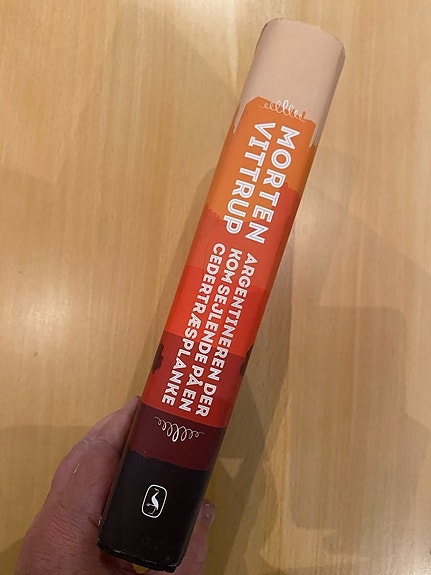 MORTEN
VITTRUP
ARGENTINEREN DER
KOM SEJLENDE PÅ EN
CEDERTRÆSPLANKE